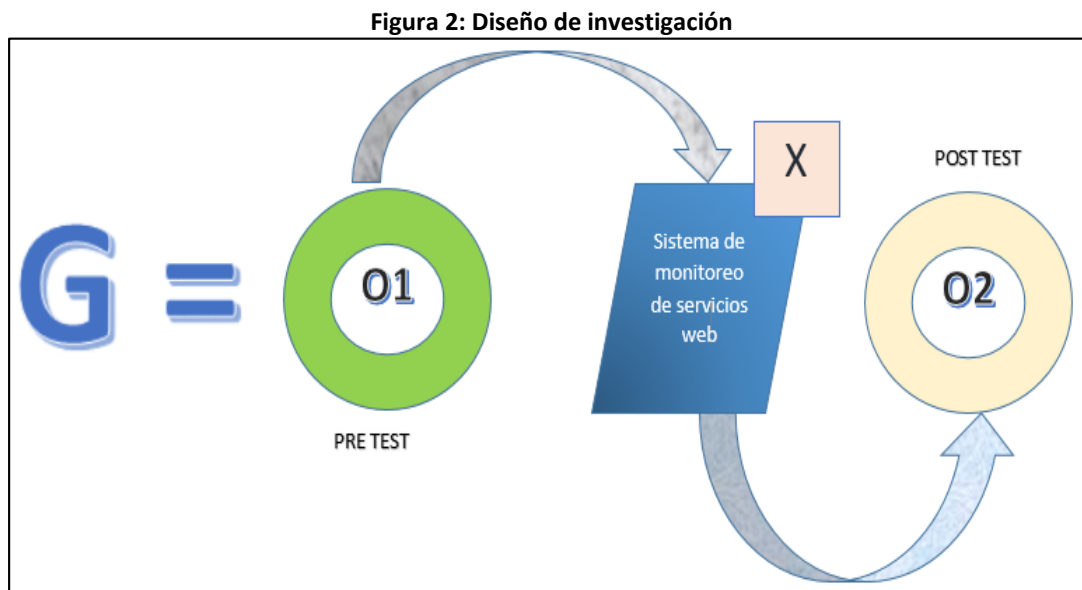 Figura 2: Diseño de investigación
G =
O1
PRE TEST
X
Sistema de
monitoreo
de servicios
web
POST TEST
O2